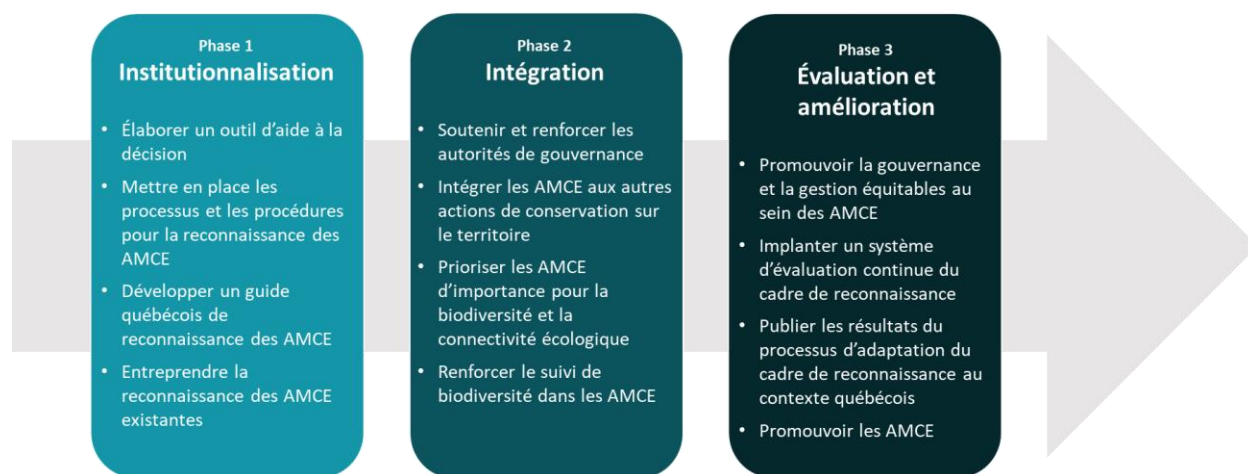 Phase 1
Institutionnalisation
• Élaborer un outil d'aide à la
décision
• Mettre en place les
processus et les procédures
pour la reconnaissance des
AMCE
• Développer un guide
québécois de
reconnaissance des AMCE
• Entreprendre la
reconnaissance des AMCE
existantes
Phase 2
Intégration
• Soutenir et renforcer les
autorités de gouvernance
• Intégrer les AMCE aux autres
actions de conservation sur
le territoire
• Prioriser les AMCE
d'importance pour la
biodiversité et la
connectivité écologique
• Renforcer le suivi de
biodiversité dans les AMCE
Phase 3
Évaluation et
amélioration
• Promouvoir la gouvernance
et la gestion équitables au
sein des AMCE
• Implanter un système
d'évaluation continue du
cadre de reconnaissance
• Publier les résultats du
processus d'adaptation du
cadre de reconnaissance au
contexte québécois
• Promouvoir les AMCE